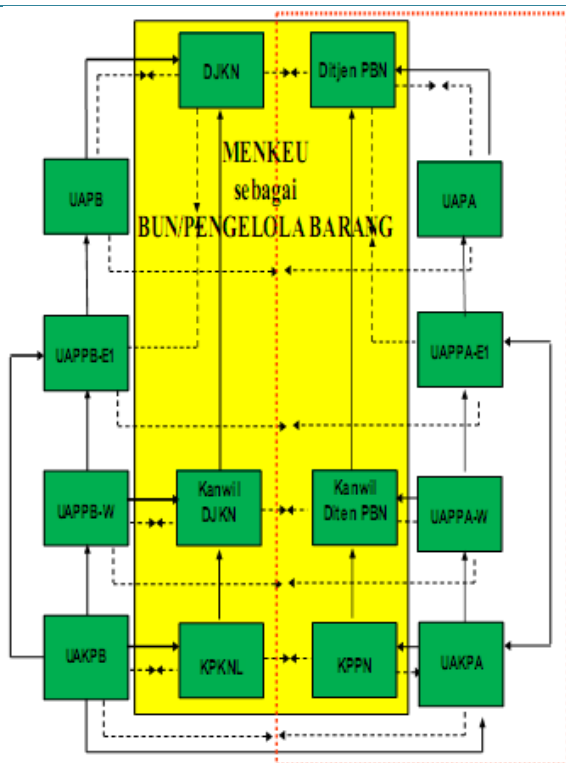 DJKN
Ditjen PBN
MENKEU
sebagai
BUN/PENGELOLA BARANG
UAPB
UAPA
UAPPB-E1
UAPPA-E1
UAPPB-W
Kanwil
DJKN
Kanwil
Diten PBN
UAPPA-W
UAKPB
KPKNL
KPPN
UAKPA